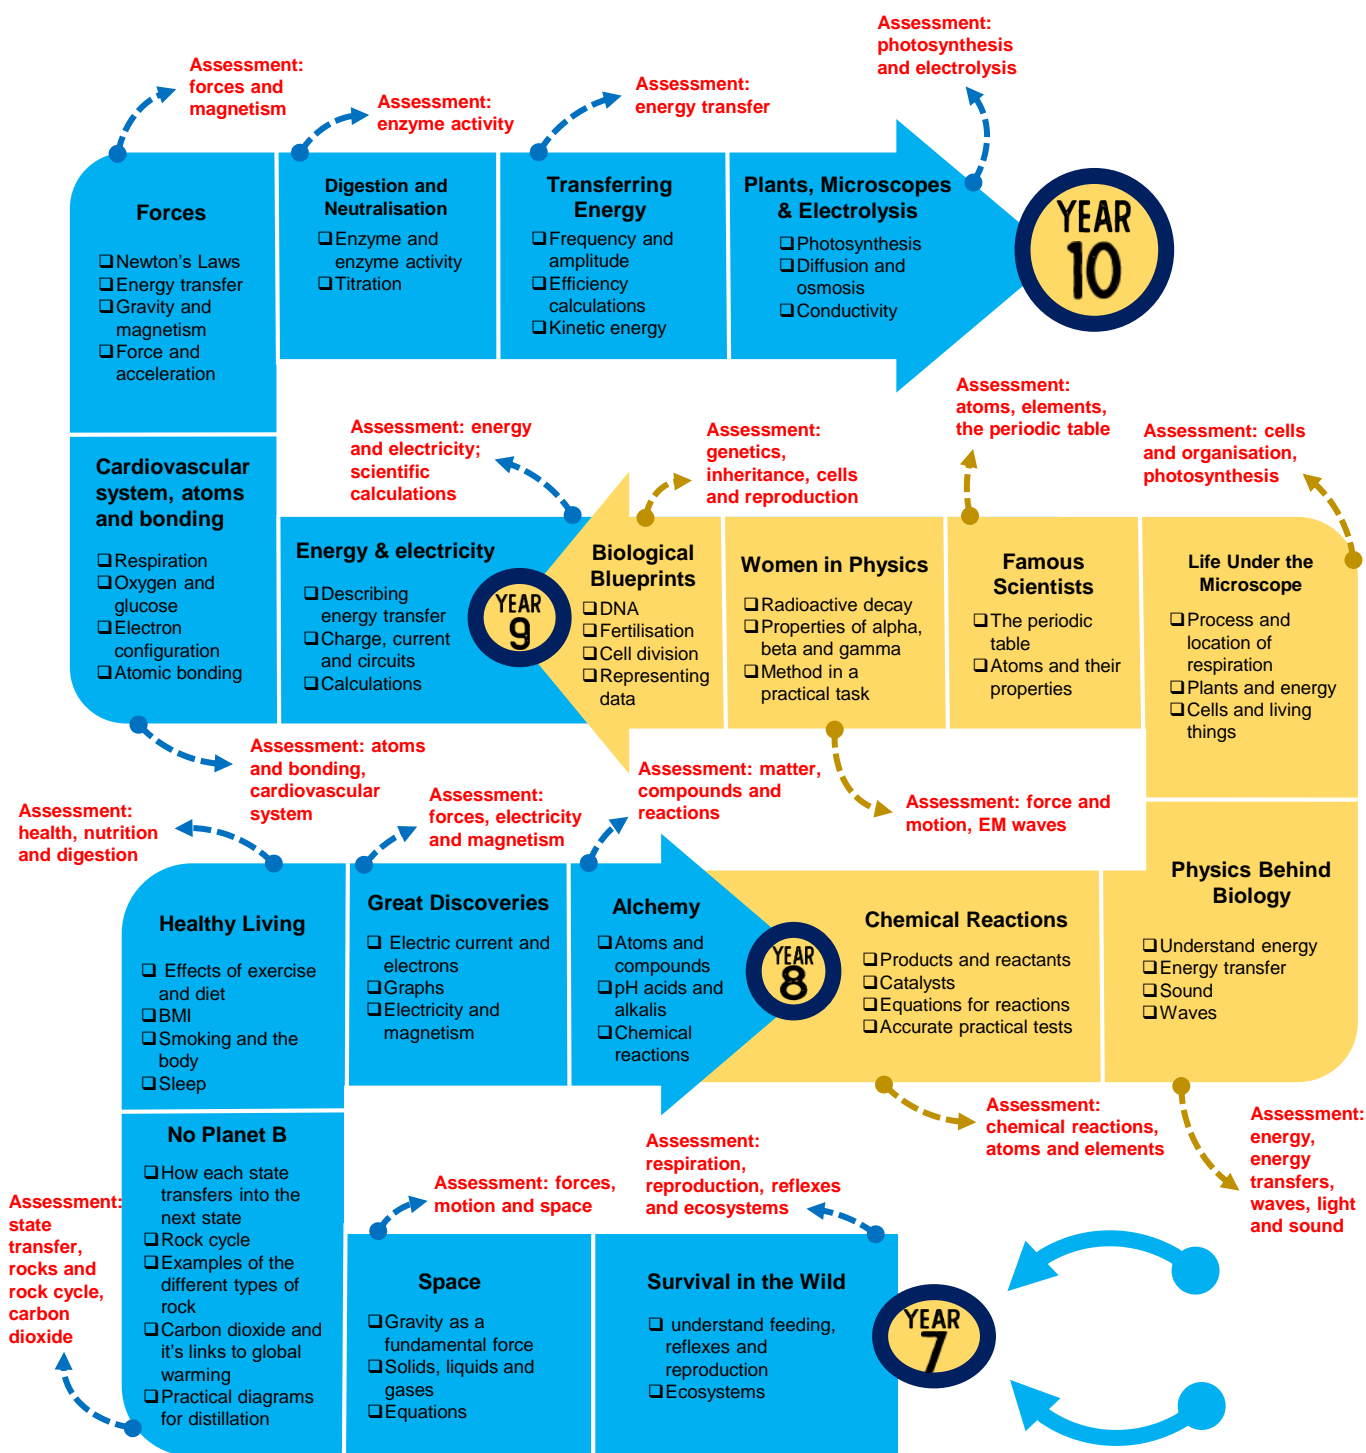 Assessment:
photosynthesis
and electrolysis
Assessment:
forces and
magnetism
Assessment:
enzyme activity
Assessment:
energy transfer
Forces
❑Newton's Laws
❑Energy transfer
❑Gravity and
magnetism
❑Force and
acceleration
Digestion and
Neutralisation
❑Enzyme and
enzyme activity
❑Titration
Transferring
Energy
❑Frequency and
amplitude
❑Efficiency
calculations
❑Kinetic energy
Plants, Microscopes
& Electrolysis
❑Photosynthesis
❑Diffusion and
osmosis
❑Conductivity
YEAR
10
Assessment: energy
and electricity;
scientific
calculations
Assessment:
genetics,
inheritance, cells
and reproduction
Assessment:
atoms, elements,
the periodic table
Assessment: cells
and organisation,
photosynthesis
Cardiovascular
system, atoms
and bonding
❑Respiration
❑Oxygen and
glucose
❑Electron
configuration
❑Atomic bonding
Energy & electricity
❑Describing
energy transfer
❑Charge, current
and circuits
❑Calculations
YEAR
9
Biological
Blueprints
❑DNA
❑Fertilisation
❑Cell division
❑Representing
data
Women in Physics
❑Radioactive decay
❑Properties of alpha,
beta and gamma
❑Method in a
practical task
Famous
Scientists
❑The periodic
table
❑Atoms and their
properties
Life Under the
Microscope
❑Process and
location of
respiration
❑Plants and energy
❑Cells and living
things
Assessment: atoms
and bonding,
cardiovascular
system
Assessment:
health, nutrition
and digestion
Assessment:
forces, electricity
and magnetism
Assessment: matter,
compounds and
reactions
Assessment: force and
motion, EM waves
Healthy Living
❑ Effects of exercise
and diet
❑BMI
❑Smoking and the
body
❑Sleep
Great Discoveries
❑ Electric current and
electrons
❑Graphs
❑Electricity and
magnetism
Alchemy
❑Atoms and
compounds
❑pH acids and
alkalis
❑Chemical
reactions
YEAR
8
Chemical Reactions
❑Products and reactants
❑Catalysts
❑Equations for reactions
❑Accurate practical tests
Physics Behind
Biology
❑Understand energy
❑Energy transfer
❑Sound
❑Waves
Assessment:
chemical reactions,
atoms and elements
Assessment:
energy,
energy
transfers,
waves, light
and sound
No Planet B
❑How each state
transfers into the
next state
❑Rock cycle
❑Examples of the
different types of
rock
❑Carbon dioxide and
it's links to global
warming
❑Practical diagrams
for distillation
Assessment:
state
transfer,
rocks and
rock cycle,
carbon
dioxide
Assessment: forces,
motion and space
Assessment:
respiration,
reproduction, reflexes
and ecosystems
Space
❑Gravity as a
fundamental force
❑Solids, liquids and
gases
❑Equations
Survival in the Wild
❑ understand feeding,
reflexes and
reproduction
❑Ecosystems
YEAR
7